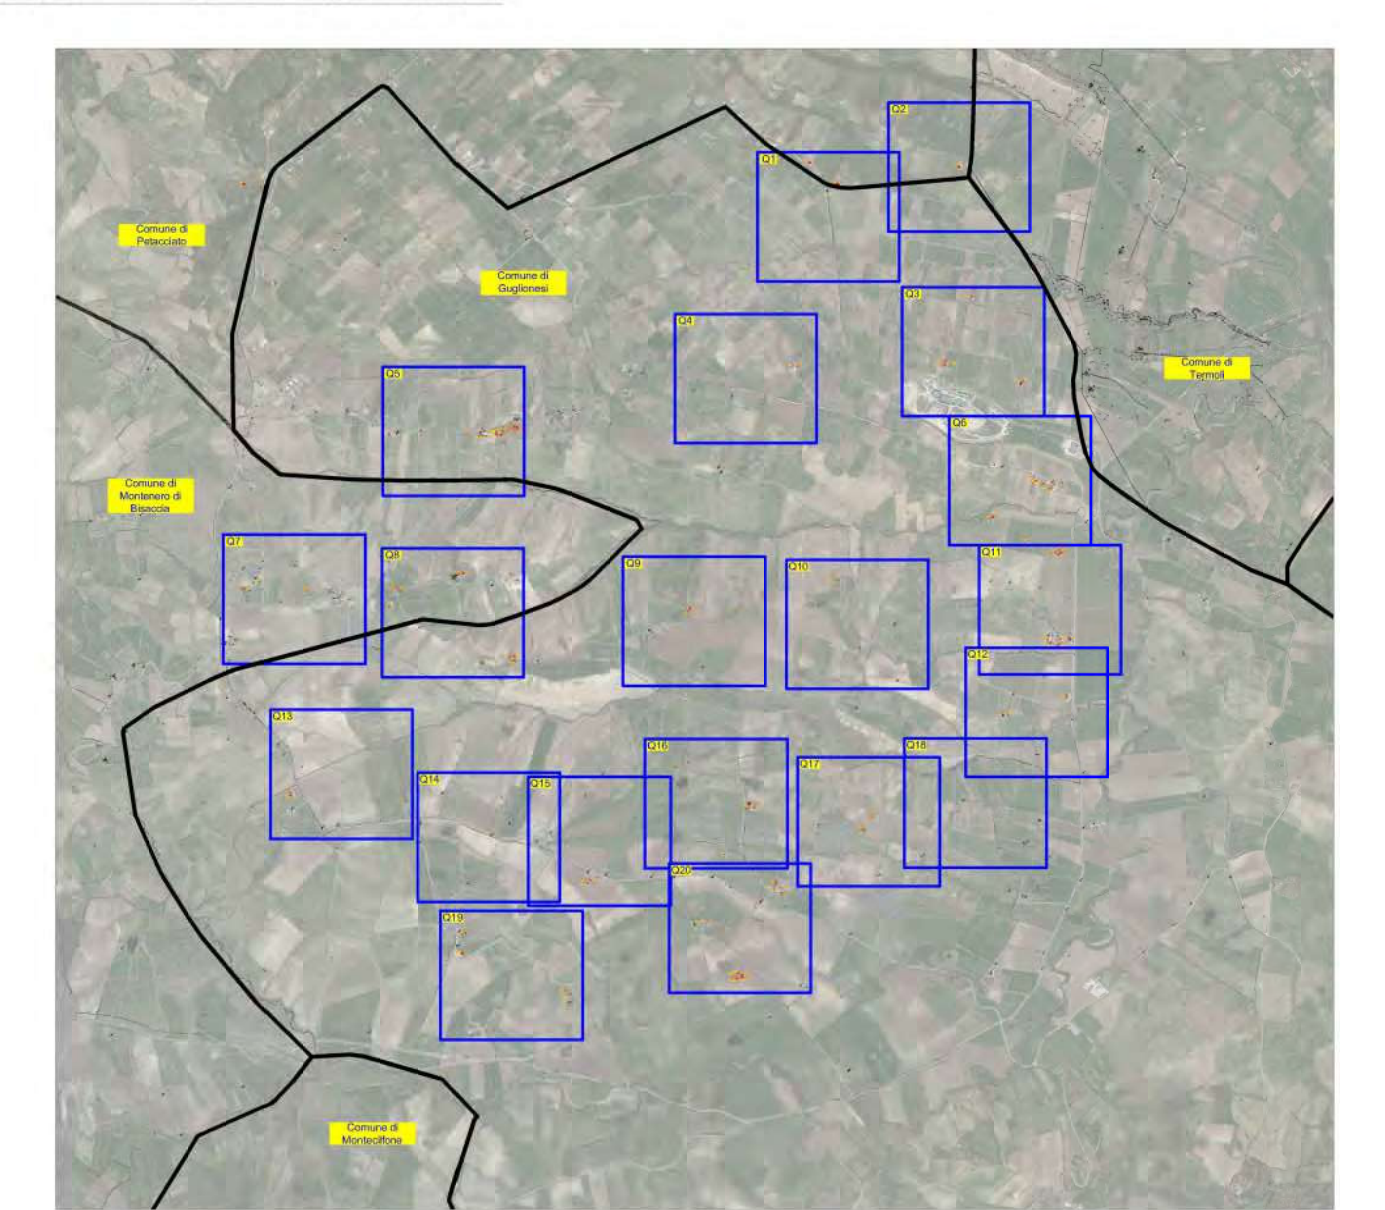 Q2
Q1
Comune di
Petacciato
Comune di
Guglionesi
Q3
Q4
Comune di
Termoli
Q5
Q6
Comune di
Montenero di
Bisaccia
Q7
Q8
Q9
Q10
Q11
Q12
Q13
Q14
Q15
Q16
Q17
Q18
Q19
Q20
Comune di
Montecilfone